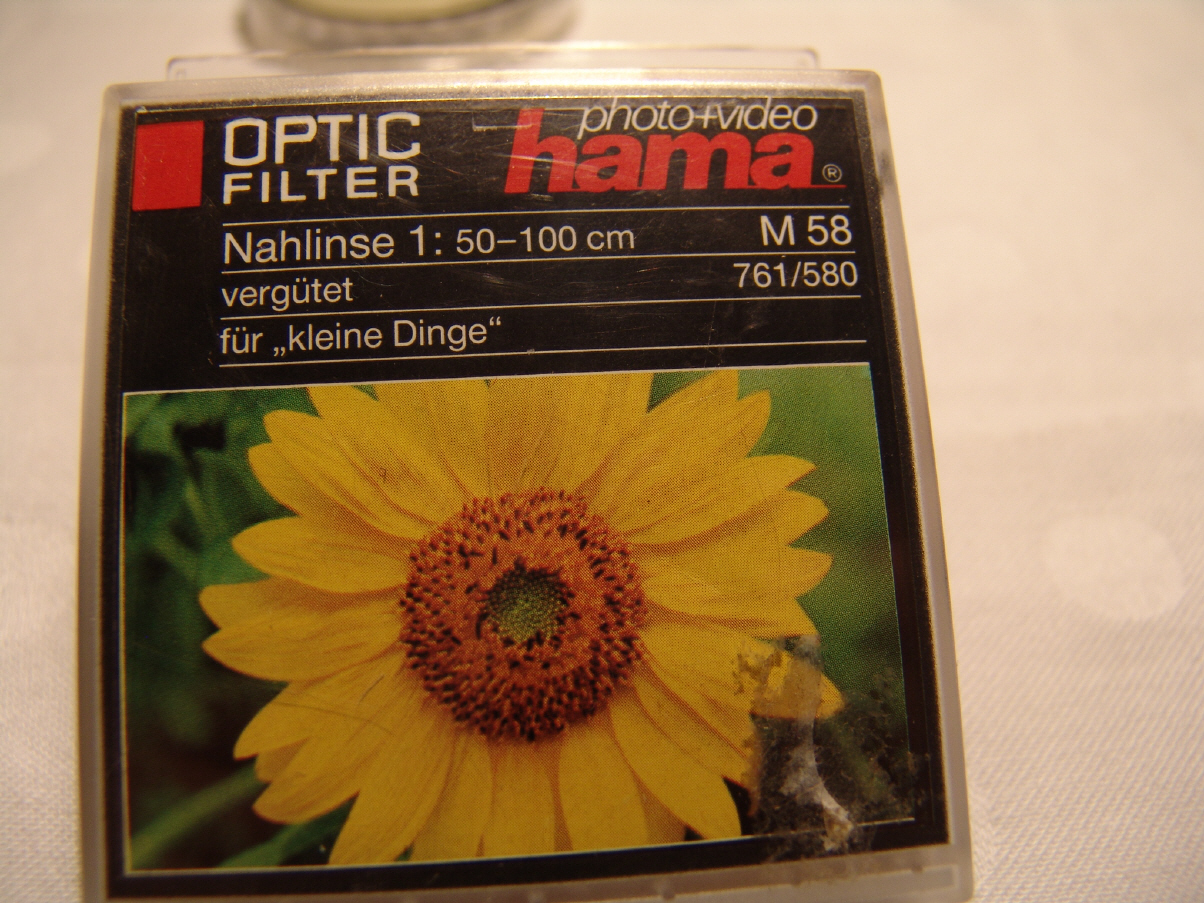 OPTIC
FILTER
photo+video
hama®
Nahlinse 1: 50–100 cm M 58
vergütet 761/580
für „kleine Dinge“